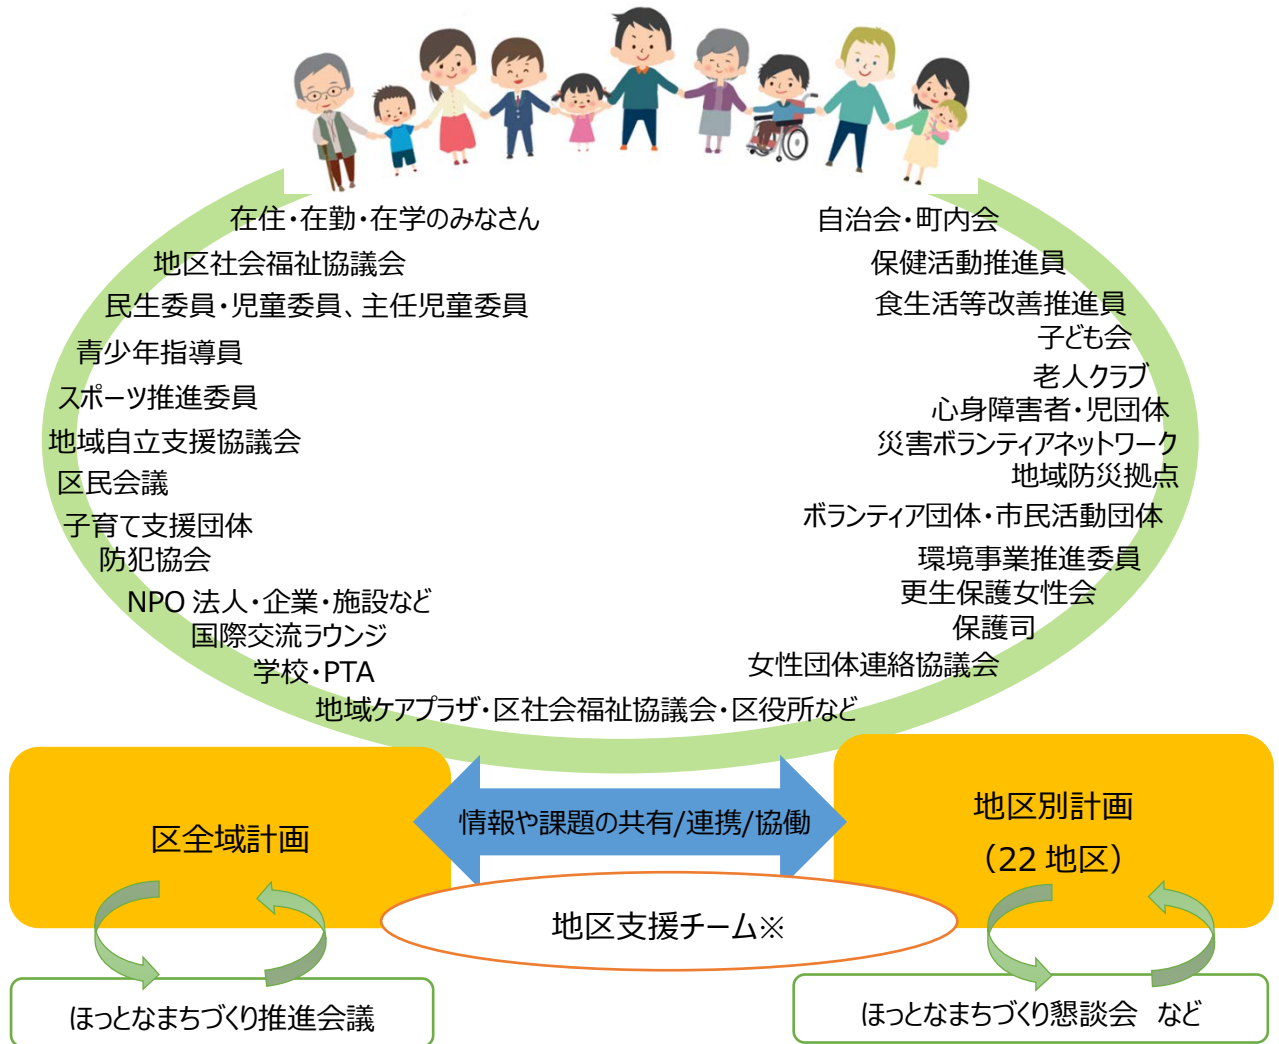 在住・在勤・在学のみなさん
地区社会福祉協議会
民生委員・児童委員、主任児童委員
青少年指導員
スポーツ推進委員
地域自立支援協議会
区民会議
子育て支援団体
防犯協会
NPO 法人・企業・施設など
国際交流ラウンジ
学校・PTA
自治会・町内会
保健活動推進員
食生活等改善推進員
子ども会
老人クラブ
心身障害者・児団体
災害ボランティアネットワーク
地域防災拠点
ボランティア団体・市民活動団体
環境事業推進委員
更生保護女性会
保護司
女性団体連絡協議会
地域ケアプラザ・区社会福祉協議会・区役所など
区全域計画
情報や課題の共有/連携/協働
地区別計画
（22 地区）
地区支援チーム※
ほっとなまちづくり推進会議
ほっとなまちづくり懇談会 など